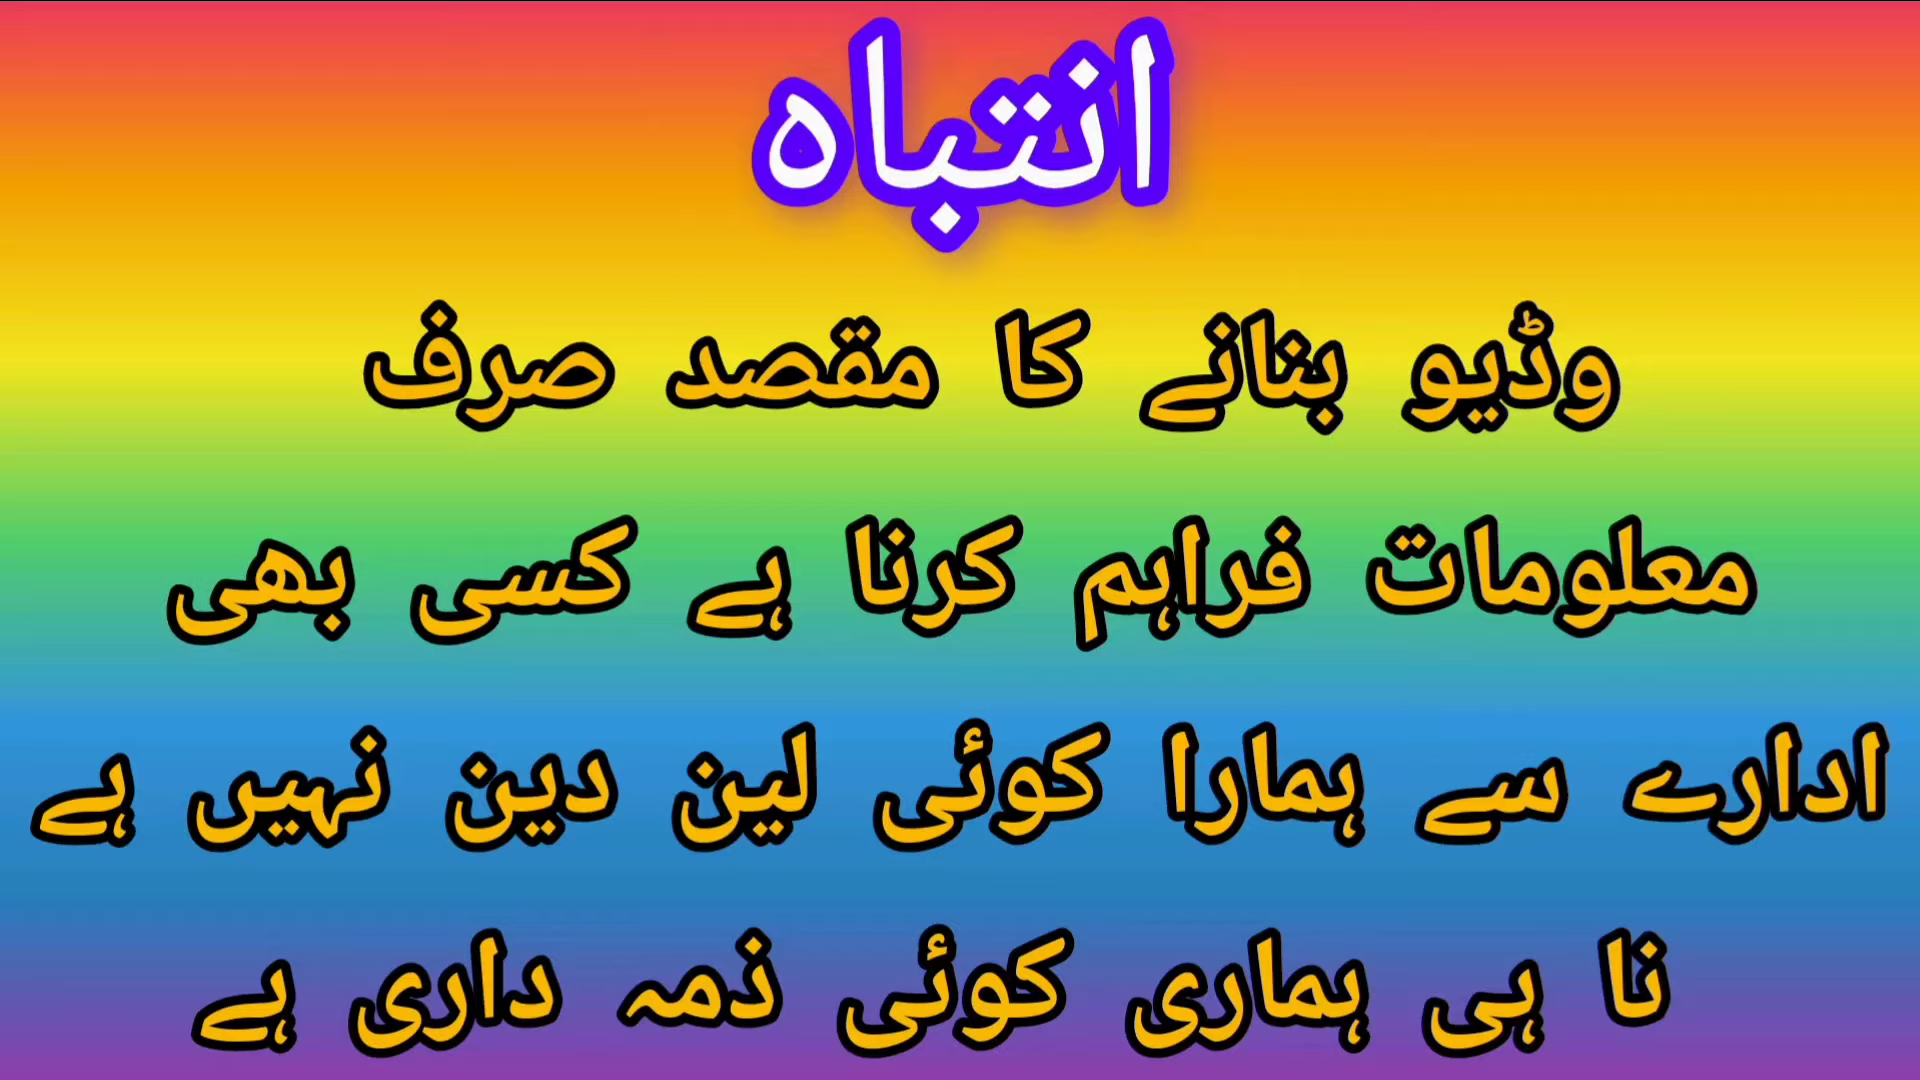 انتباہ
وڈیو بنانے کا مقصد صرف
معلومات فراہم کرنا ہے کسی بھی
ادارے سے ہمارا کوئی لین دین نہیں ہے
نا ہی ہماری کوئی ذمہ داری ہے